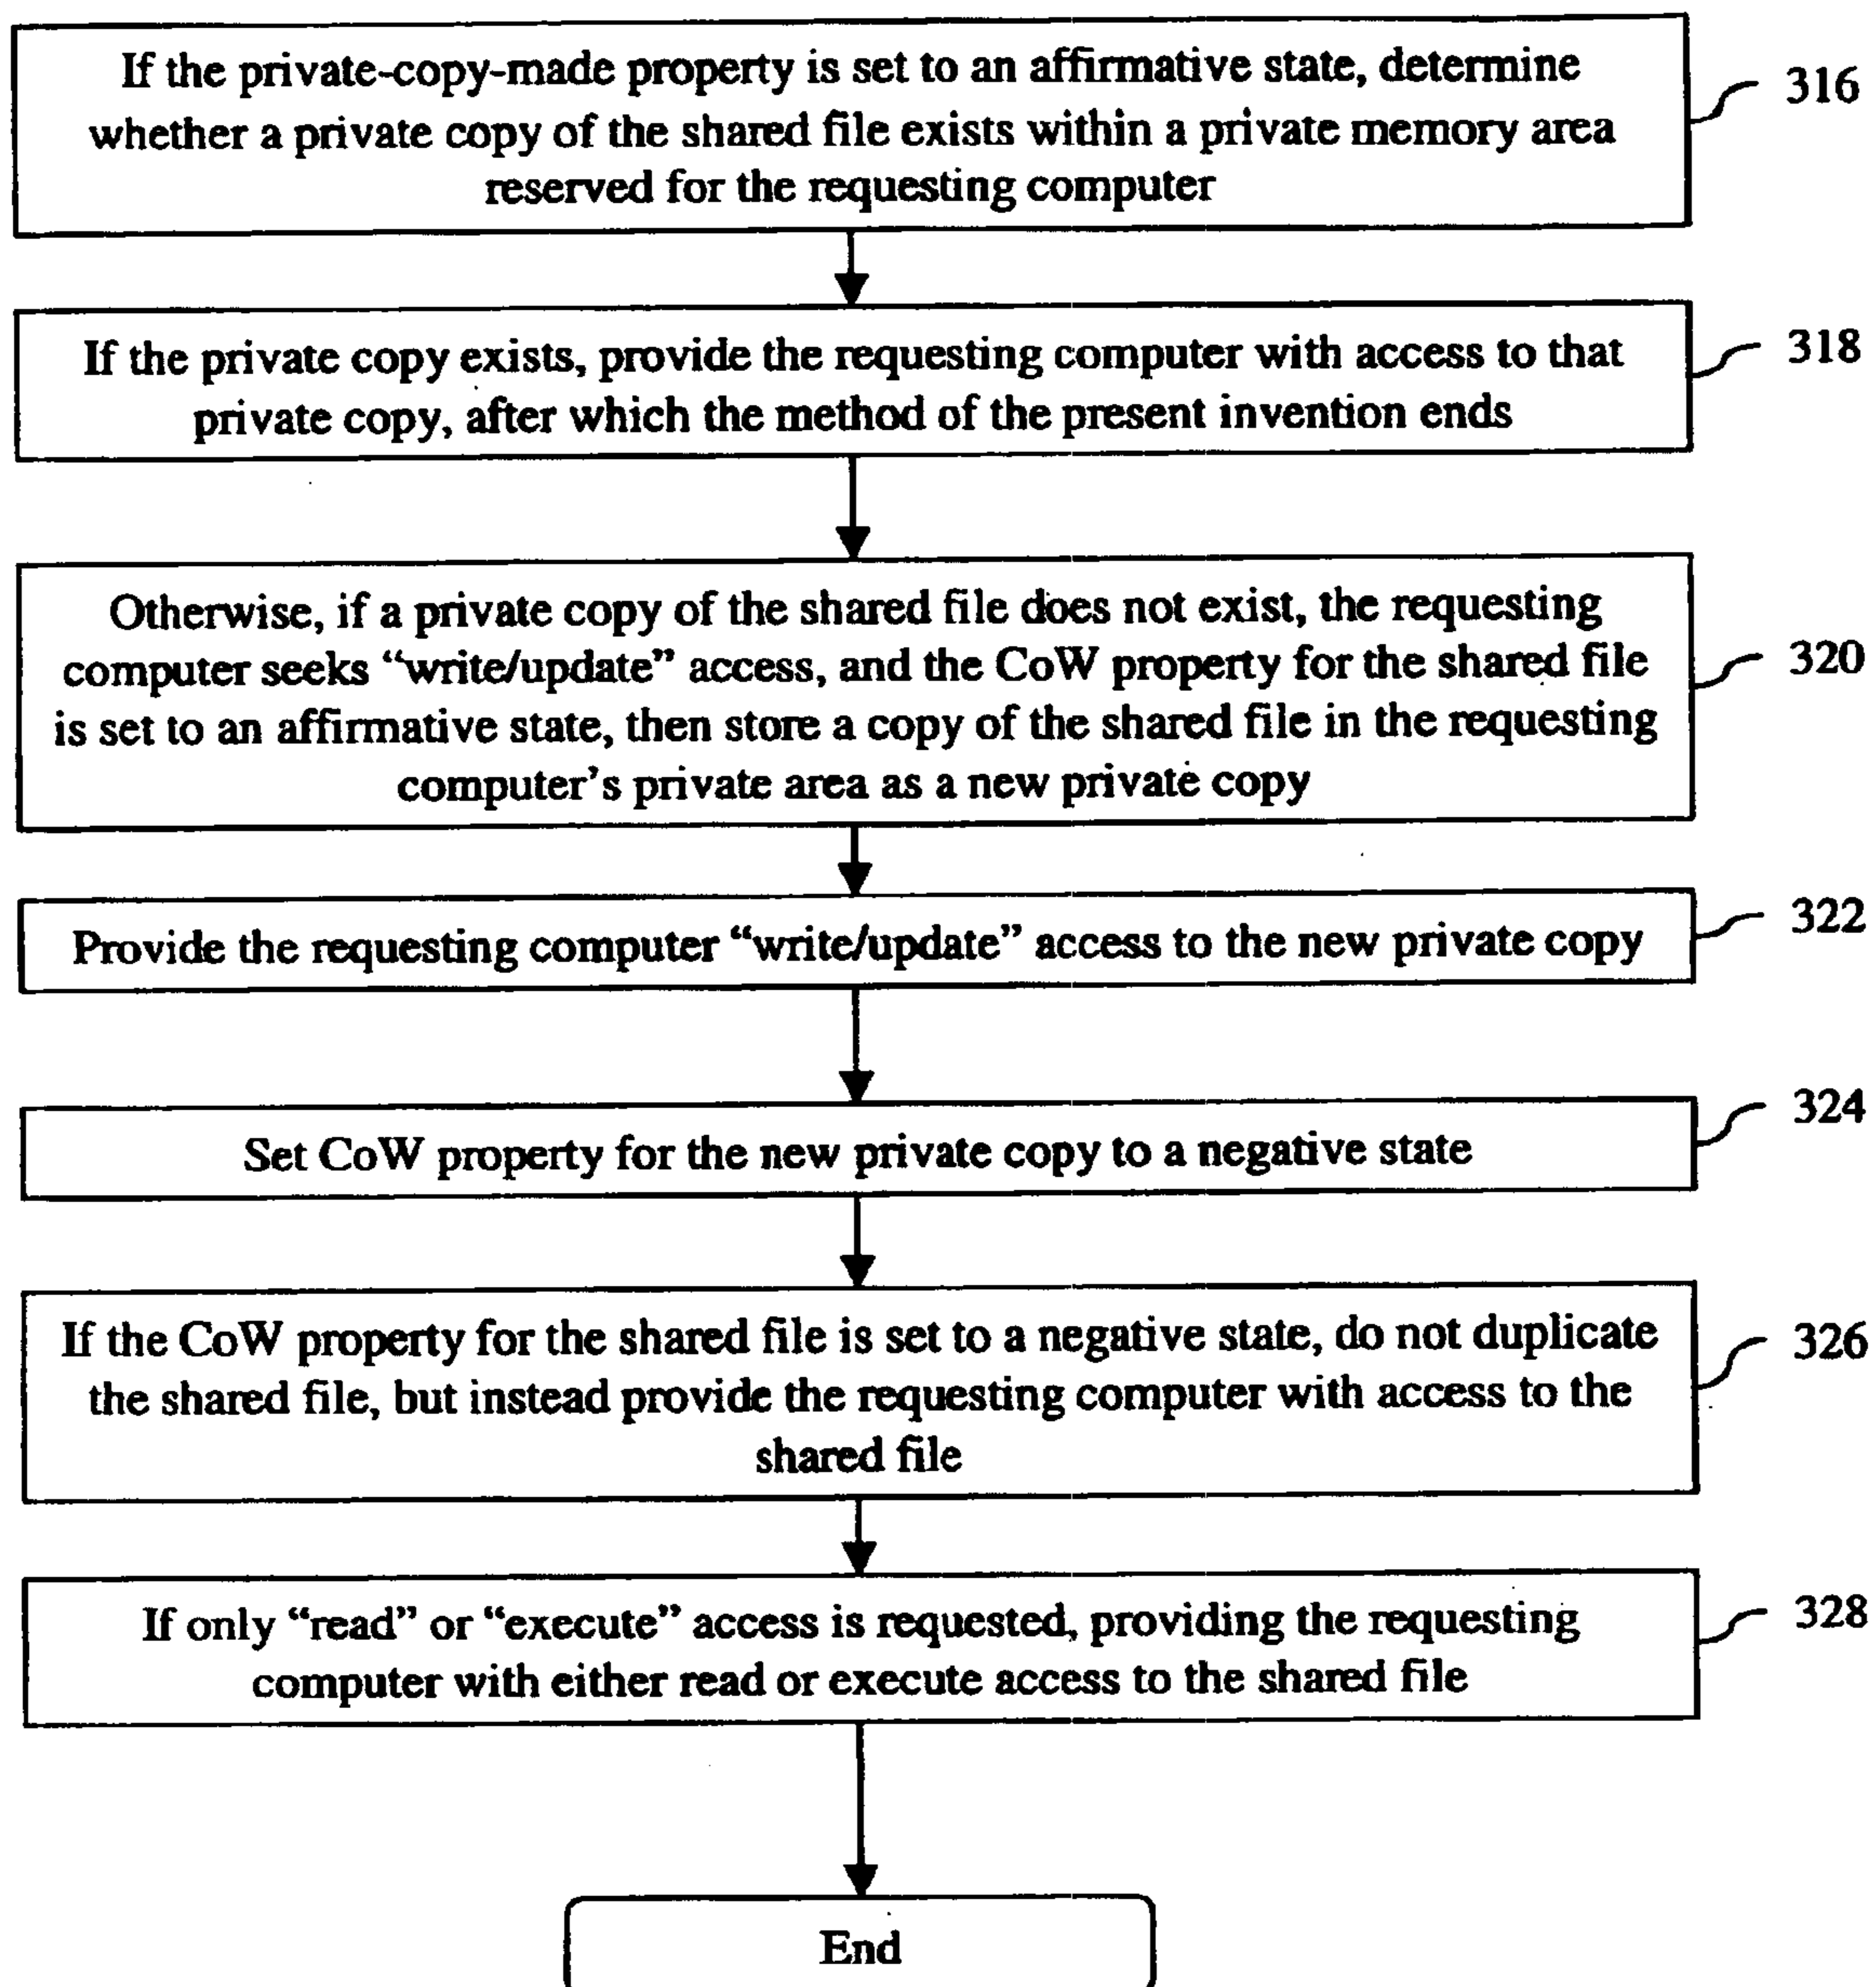 If the private-copy-made property is set to an affirmative state, determine
whether a private copy of the shared file exists within a private memory area
reserved for the requesting computer
316
If the private copy exists, provide the requesting computer with access to that
private copy, after which the method of the present invention ends
318
Otherwise, if a private copy of the shared file does not exist, the requesting
computer seeks “write/update” access, and the CoW property for the shared file
is set to an affirmative state, then store a copy of the shared file in the requesting
computer’s private area as a new private copy
320
Provide the requesting computer “write/update” access to the new private copy
322
Set CoW property for the new private copy to a negative state
324
If the CoW property for the shared file is set to a negative state, do not duplicate
the shared file, but instead provide the requesting computer with access to the
shared file
326
If only “read” or “execute” access is requested, providing the requesting
computer with either read or execute access to the shared file
328
End